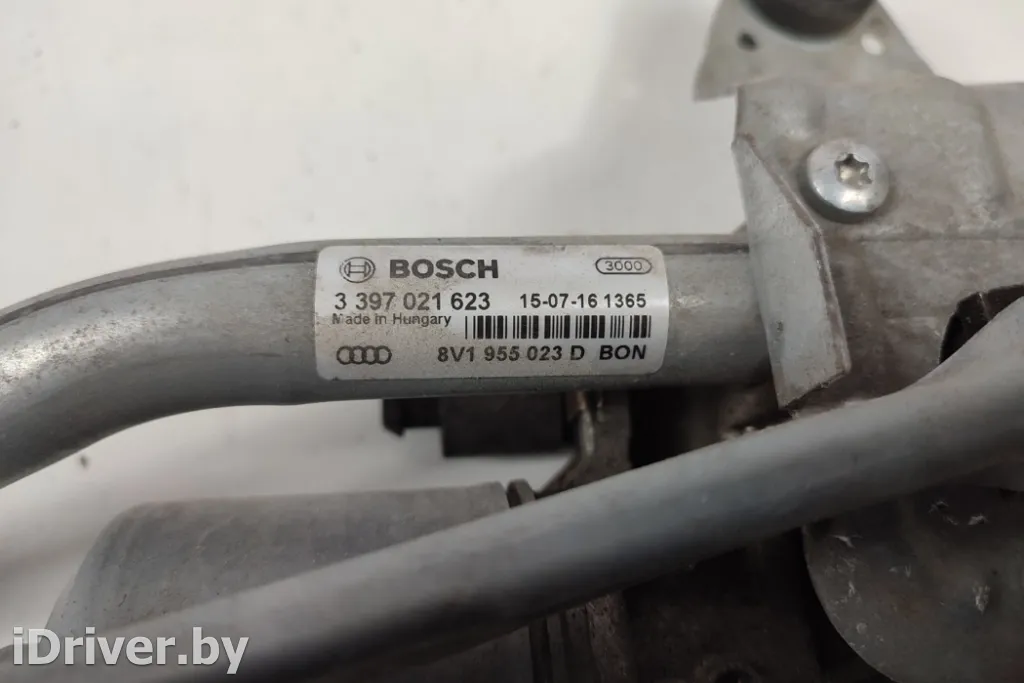 BOSCH 3000
3 397 021 623 15-07-16 1365
Made in Hungary
8V1 955 023 D BON
iDriver.by